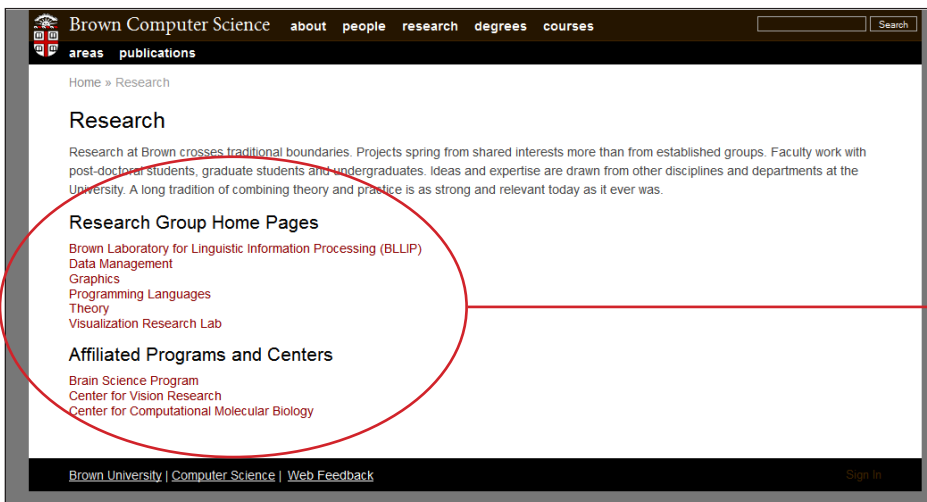 Brown Computer Science about people research degrees courses Search
areas publications
Home » Research
Research
Research at Brown crosses traditional boundaries. Projects spring from shared interests more than from established groups. Faculty work with
post-doctoral students, graduate students and undergraduates. Ideas and expertise are drawn from other disciplines and departments at the
University. A long tradition of combining theory and practice is as strong and relevant today as it ever was.
Research Group Home Pages
Brown Laboratory for Linguistic Information Processing (BLLIP)
Data Management
Graphics
Programming Languages
Theory
Visualization Research Lab
Affiliated Programs and Centers
Brain Science Program
Center for Vision Research
Center for Computational Molecular Biology
Brown University | Computer Science | Web Feedback Sign In